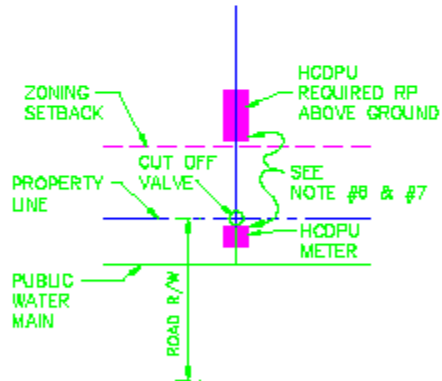 HCDPU
REQUIRED RP
ABOVE GROUND
ZONING
SETBACK
CUT OFF
VALVE
SEE
NOTE #6 & #7
PROPERTY
LINE
HCDPU
METER
PUBLIC
WATER
MAIN
ROAD R/W